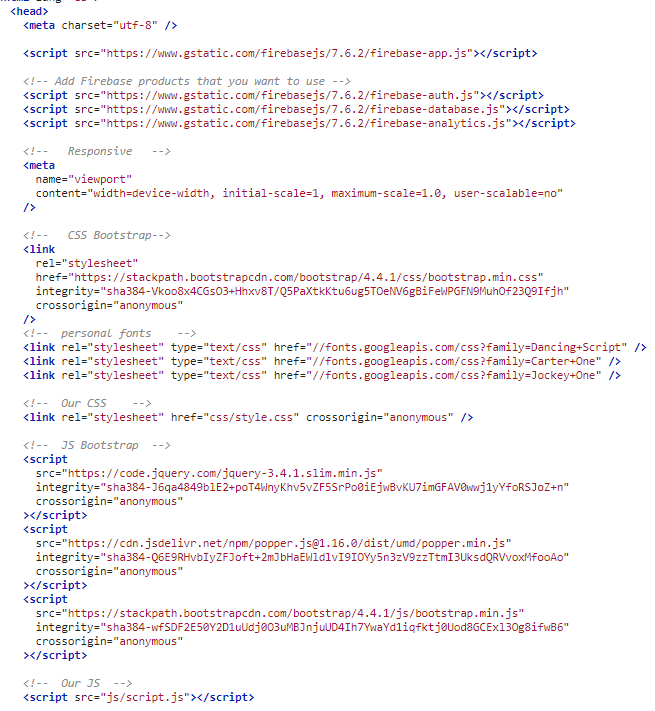 <head>
<meta charset="utf-8" />
<script src="https://www.gstatic.com/firebasejs/7.6.2/firebase-app.js"></script>
<!-- Add Firebase products that you want to use -->
<script src="https://www.gstatic.com/firebasejs/7.6.2/firebase-auth.js"></script>
<script src="https://www.gstatic.com/firebasejs/7.6.2/firebase-database.js"></script>
<script src="https://www.gstatic.com/firebasejs/7.6.2/firebase-analytics.js"></script>
<!--   Responsive   -->
<meta
name="viewport"
content="width=device-width, initial-scale=1, maximum-scale=1.0, user-scalable=no"
/>
<!--   CSS Bootstrap-->
<link
rel="stylesheet"
href="https://stackpath.bootstrapcdn.com/bootstrap/4.4.1/css/bootstrap.min.css"
integrity="sha384-Vkoo8x4CGsO3+Hhxv8T/Q5PaXtkKtu6ug5TOeNV6gBiFeWPGFN9MuhOf23Q9Ifjh"
crossorigin="anonymous"
/>
<!--  personal fonts    -->
<link rel="stylesheet" type="text/css" href="//fonts.googleapis.com/css?family=Dancing+Script" />
<link rel="stylesheet" type="text/css" href="//fonts.googleapis.com/css?family=Carter+One" />
<link rel="stylesheet" type="text/css" href="//fonts.googleapis.com/css?family=Jockey+One" />
<!--  Our CSS    -->
<link rel="stylesheet" href="css/style.css" crossorigin="anonymous" />
<!--  JS Bootstrap  -->
<script
src="https://code.jquery.com/jquery-3.4.1.slim.min.js"
integrity="sha384-J6qa4849blE2+poT4WnyKhv5vZF5SrPo0iEjwBvKU7imGFAV0wwj1yYfoRSJoZ+n"
crossorigin="anonymous"
></script>
<script
src="https://cdn.jsdelivr.net/npm/popper.js@1.16.0/dist/umd/popper.min.js"
integrity="sha384-Q6E9RHvbIyZFJoft+2mJbHaEWldlvI9IOYy5n3zV9zzTtmI3UksdQRVvoxMfooAo"
crossorigin="anonymous"
></script>
<script
src="https://stackpath.bootstrapcdn.com/bootstrap/4.4.1/js/bootstrap.min.js"
integrity="sha384-wfSDF2E50Y2D1uUdj0O3uMBJnjuUD4Ih7YwaYd1iqfktj0Uod8GCExl3Og8ifwB6"
crossorigin="anonymous"
></script>
<!--  Our JS  -->
<script src="js/script.js"></script>